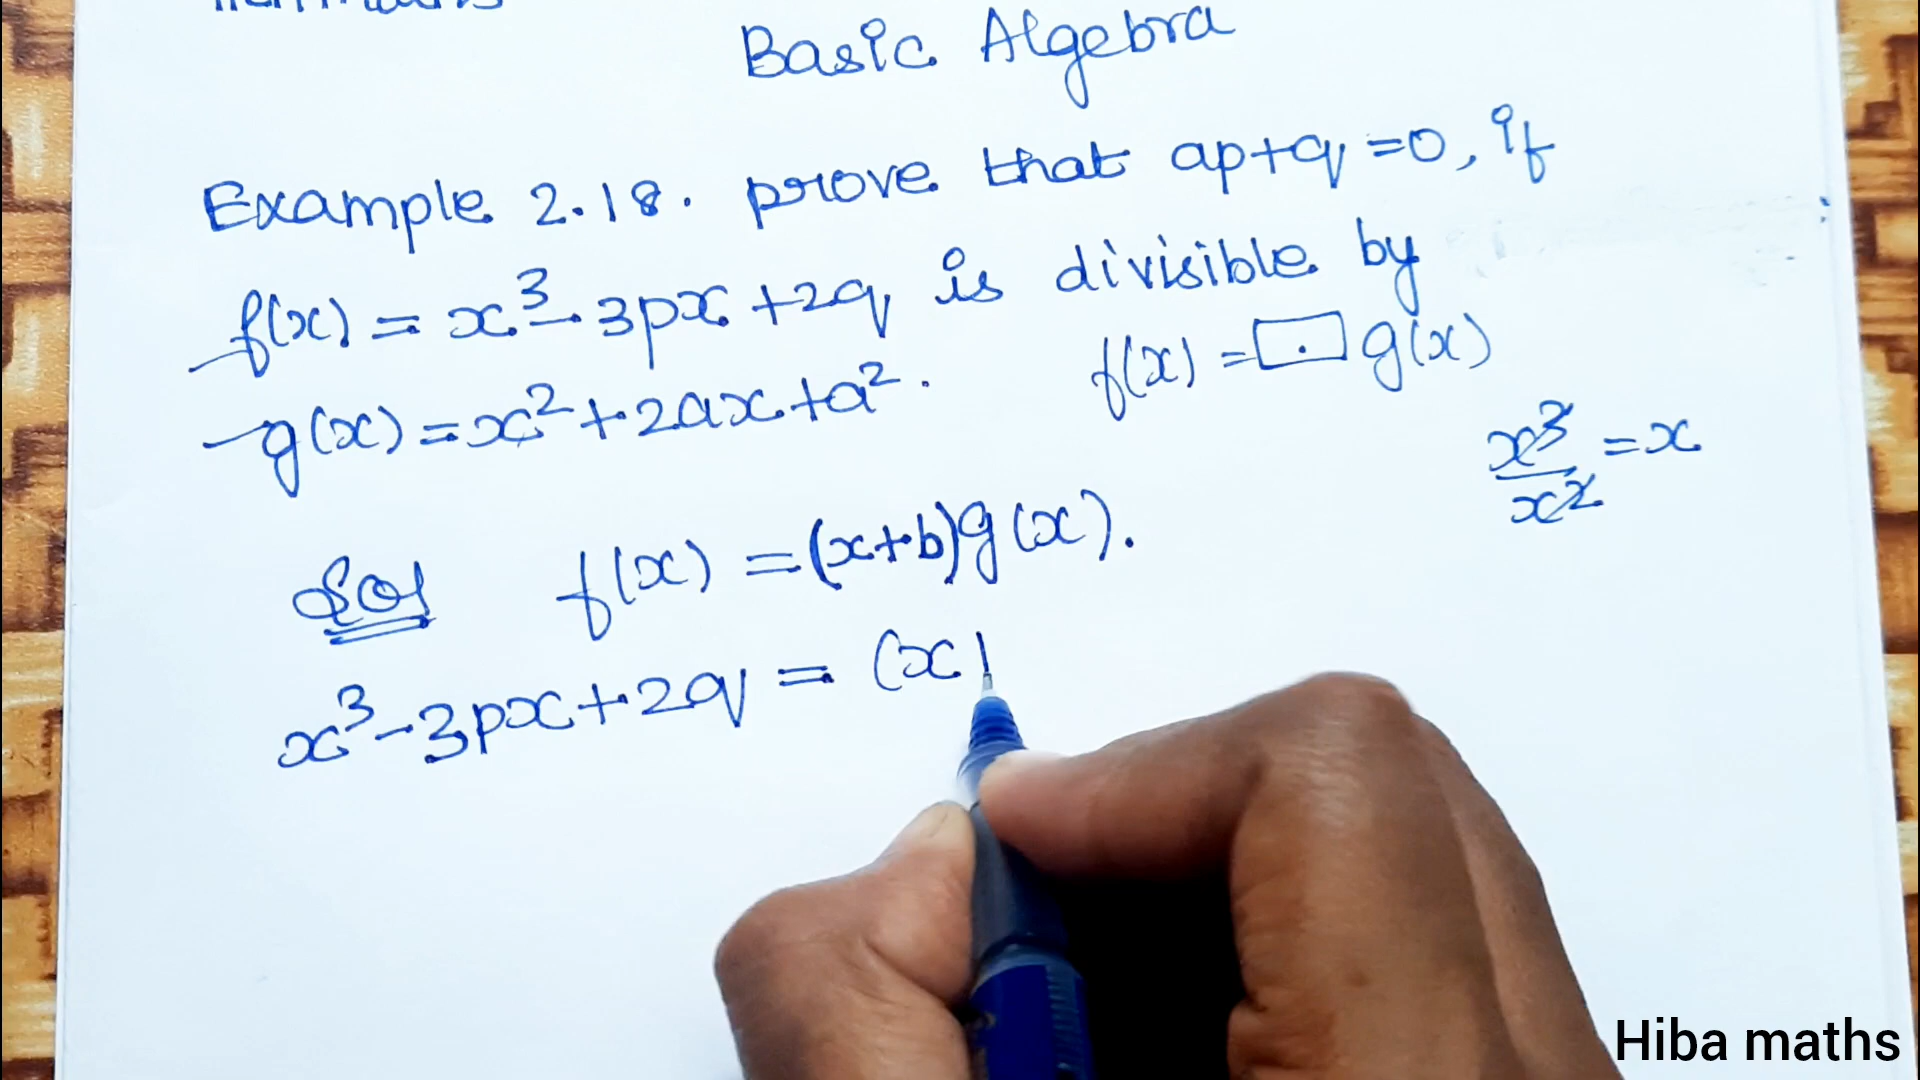 Basic Algebra
Example 2.18. prove that ap+q=0, if
f(x) = x³-3px+2q is divisible by
g(x)=x²+2ax+a².
f(x) = . g(x)
x³/x² = x
Sol f(x) = (x+b)g(x).
x³-3px+2q = (x
Hiba maths